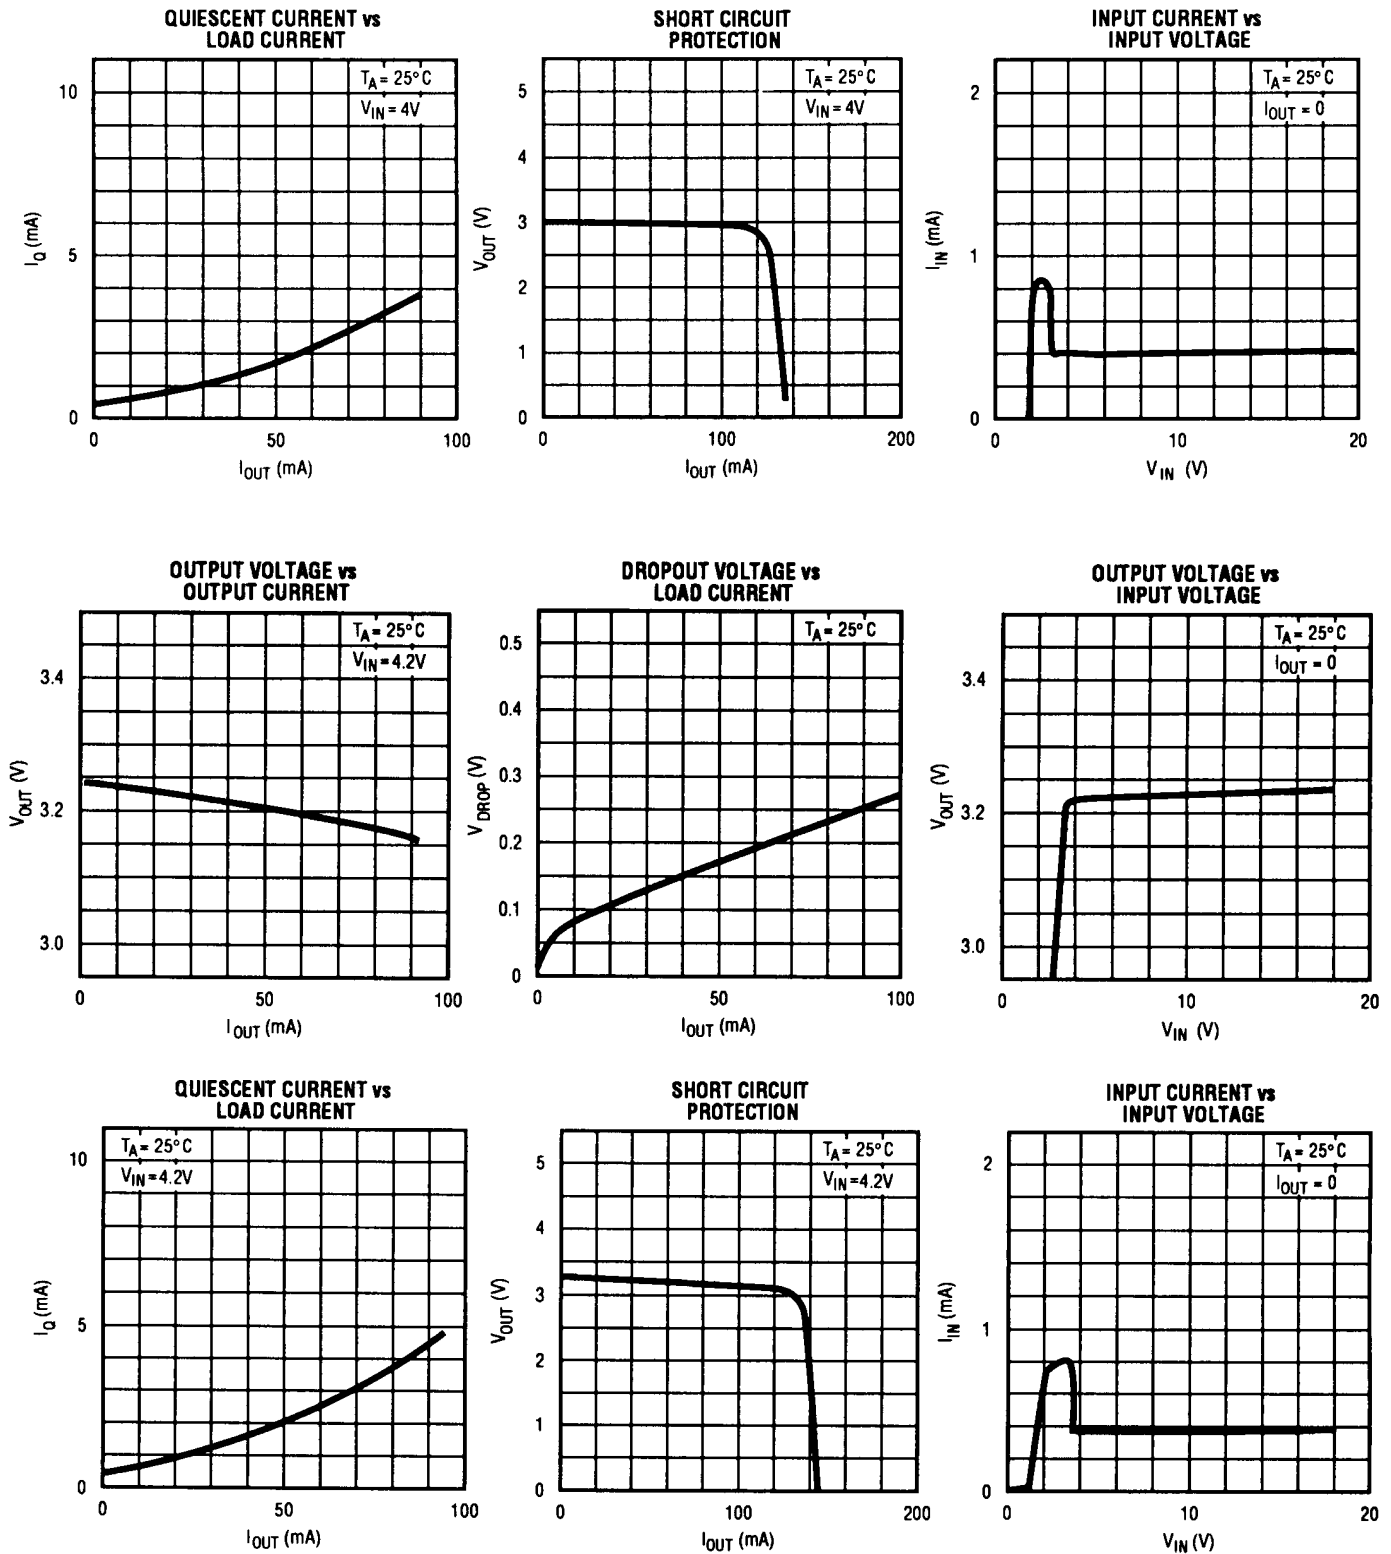 QUIESCENT CURRENT vs
LOAD CURRENT
T_A = 25°C
V_IN = 4V
10
5
0
I_Q (mA)
0 50 100
I_OUT (mA)
SHORT CIRCUIT
PROTECTION
T_A = 25°C
V_IN = 4V
5
4
3
2
1
0
V_OUT (V)
0 100 200
I_OUT (mA)
INPUT CURRENT vs
INPUT VOLTAGE
T_A = 25°C
I_OUT = 0
2
1
0
I_IN (mA)
0 10 20
V_IN (V)
OUTPUT VOLTAGE vs
OUTPUT CURRENT
T_A = 25°C
V_IN = 4.2V
3.4
3.2
3.0
V_OUT (V)
0 50 100
I_OUT (mA)
DROPOUT VOLTAGE vs
LOAD CURRENT
T_A = 25°C
0.5
0.4
0.3
0.2
0.1
0
V_DROP (V)
0 50 100
I_OUT (mA)
OUTPUT VOLTAGE vs
INPUT VOLTAGE
T_A = 25°C
I_OUT = 0
3.4
3.2
3.0
V_OUT (V)
0 10 20
V_IN (V)
QUIESCENT CURRENT vs
LOAD CURRENT
T_A = 25°C
V_IN = 4.2V
10
5
0
I_Q (mA)
0 50 100
I_OUT (mA)
SHORT CIRCUIT
PROTECTION
T_A = 25°C
V_IN = 4.2V
5
4
3
2
1
0
V_OUT (V)
0 100 200
I_OUT (mA)
INPUT CURRENT vs
INPUT VOLTAGE
T_A = 25°C
I_OUT = 0
2
1
0
I_IN (mA)
0 10 20
V_IN (V)